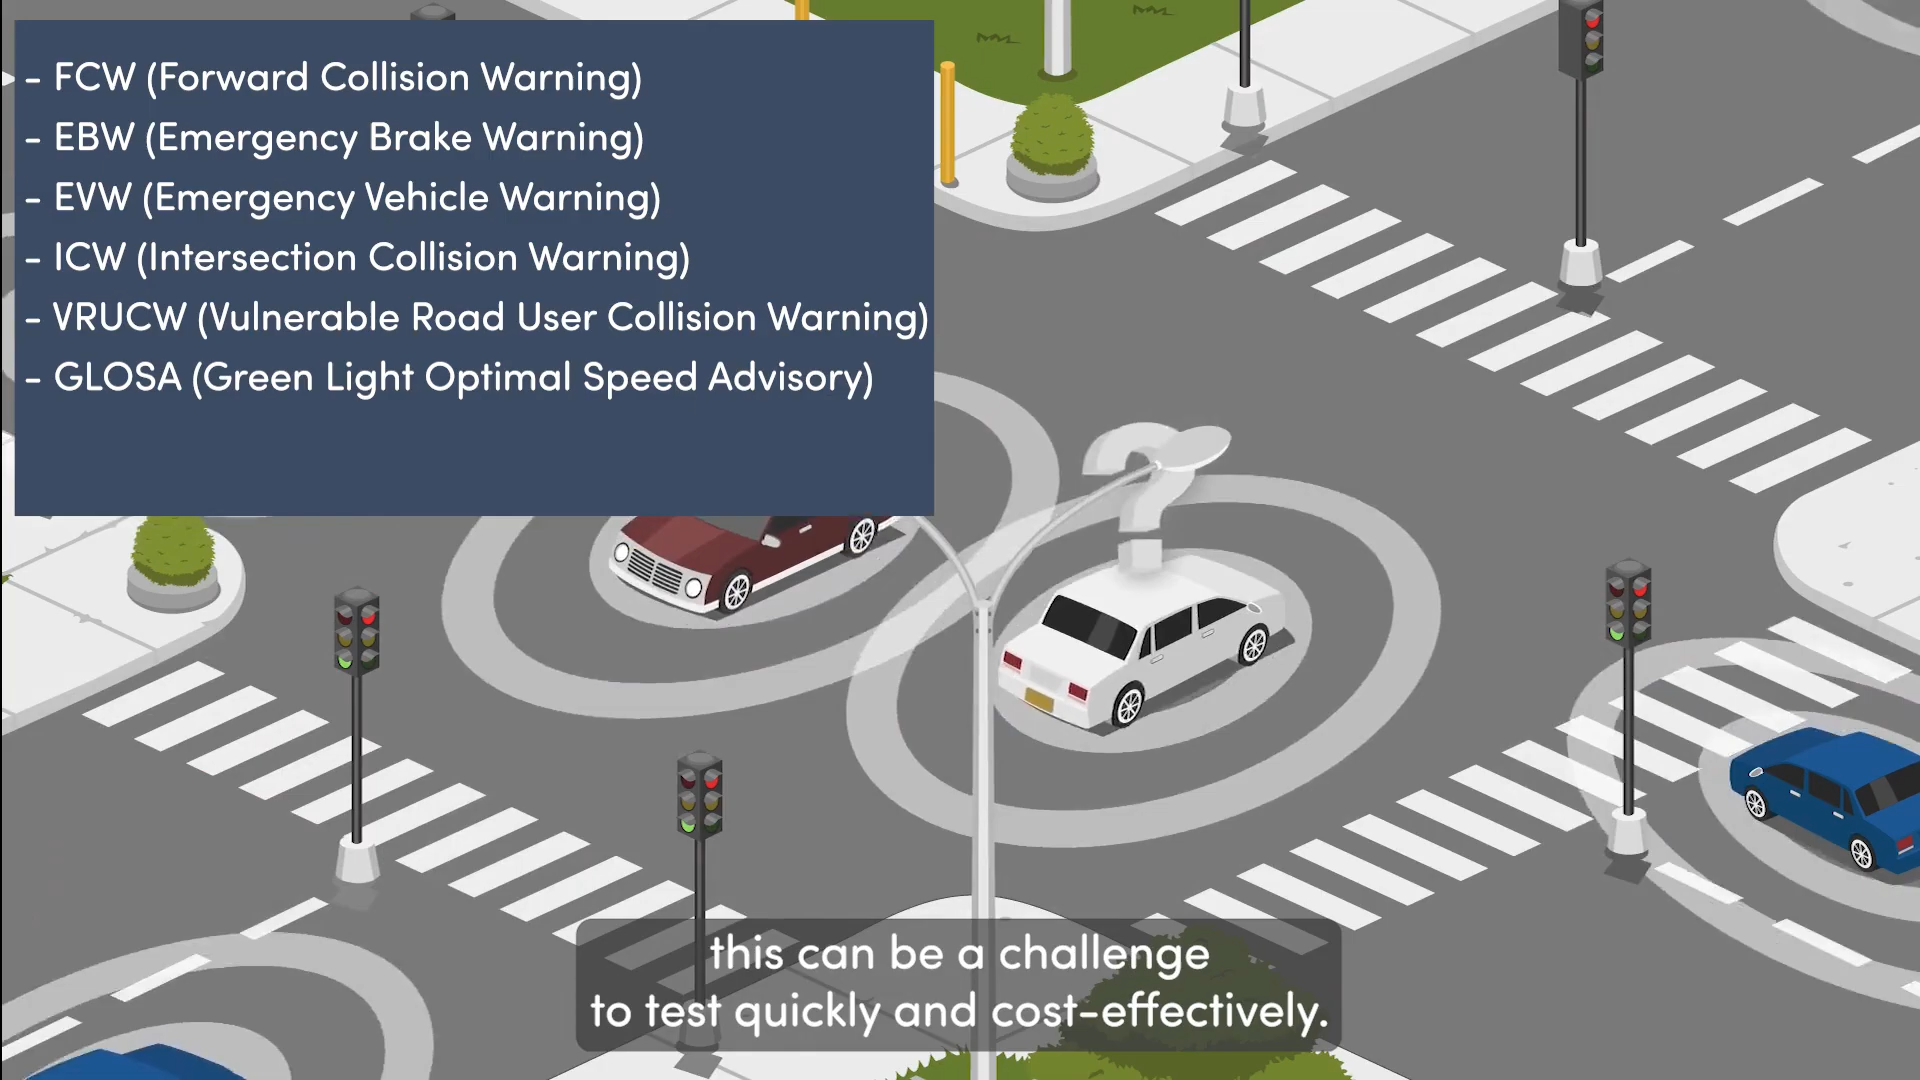 - FCW (Forward Collision Warning)
- EBW (Emergency Brake Warning)
- EVW (Emergency Vehicle Warning)
- ICW (Intersection Collision Warning)
- VRUCW (Vulnerable Road User Collision Warning)
- GLOSA (Green Light Optimal Speed Advisory)
?
this can be a challenge
to test quickly and cost-effectively.